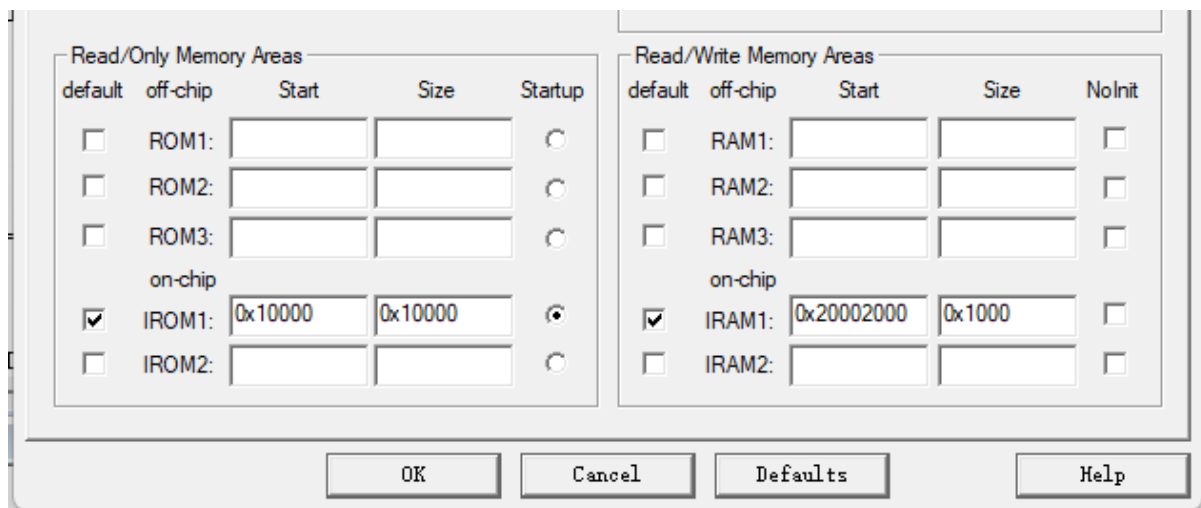 Read/Only Memory Areas
default off-chip Start Size Startup
ROM1:
ROM2:
ROM3:
on-chip
IROM1: 0x10000 0x10000
IROM2:
Read/Write Memory Areas
default off-chip Start Size NoInit
RAM1:
RAM2:
RAM3:
on-chip
IRAM1: 0x20002000 0x1000
IRAM2:
OK Cancel Defaults Help